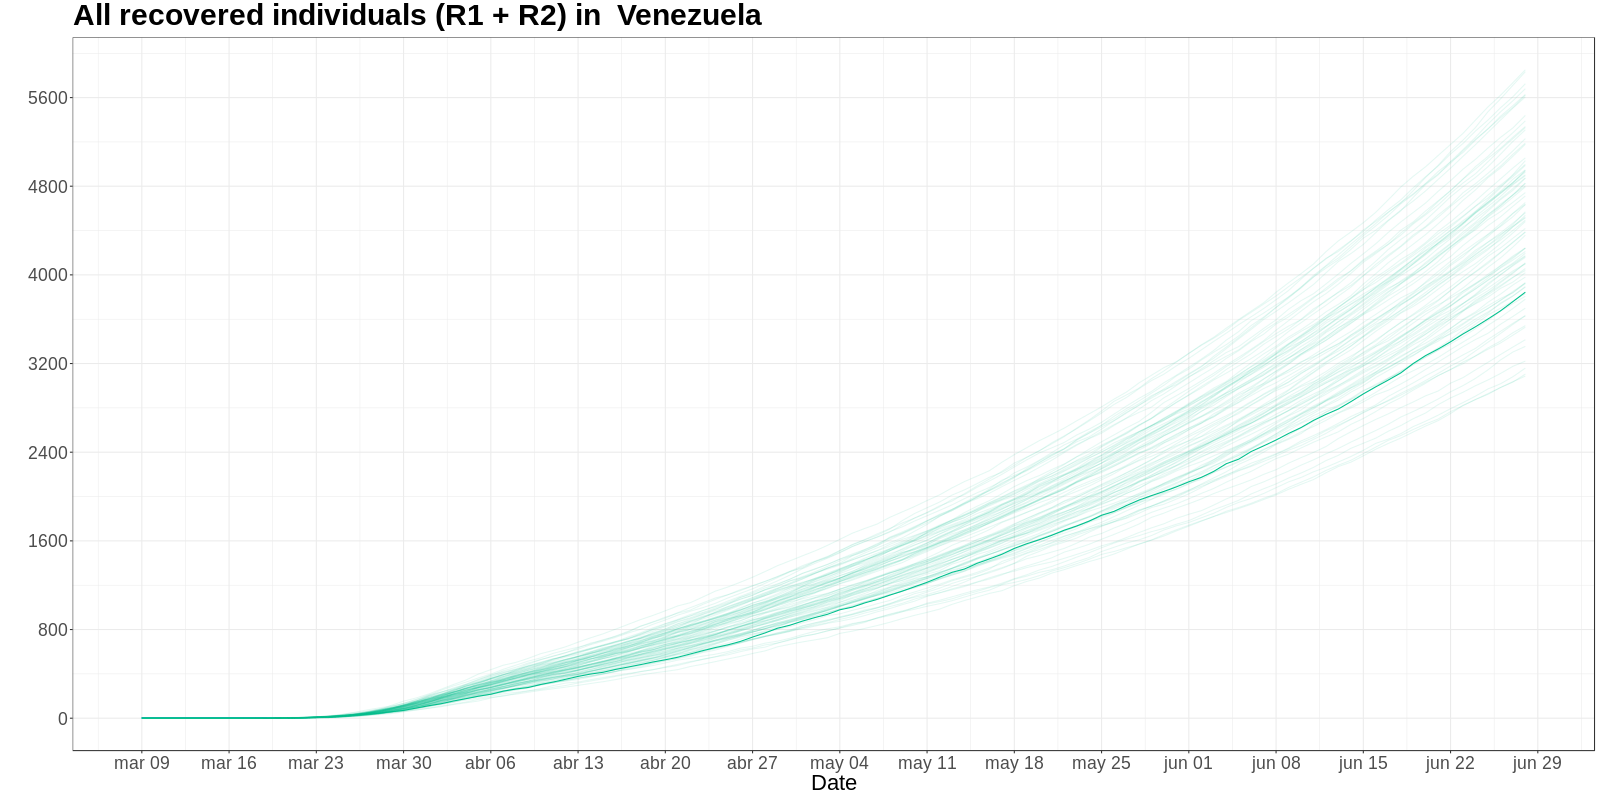 All recovered individuals (R1 + R2) in  Venezuela
5600
4800
4000
3200
2400
1600
800
0
mar 09 mar 16 mar 23 mar 30 abr 06 abr 13 abr 20 abr 27 may 04 may 11 may 18 may 25 jun 01 jun 08 jun 15 jun 22 jun 29
Date